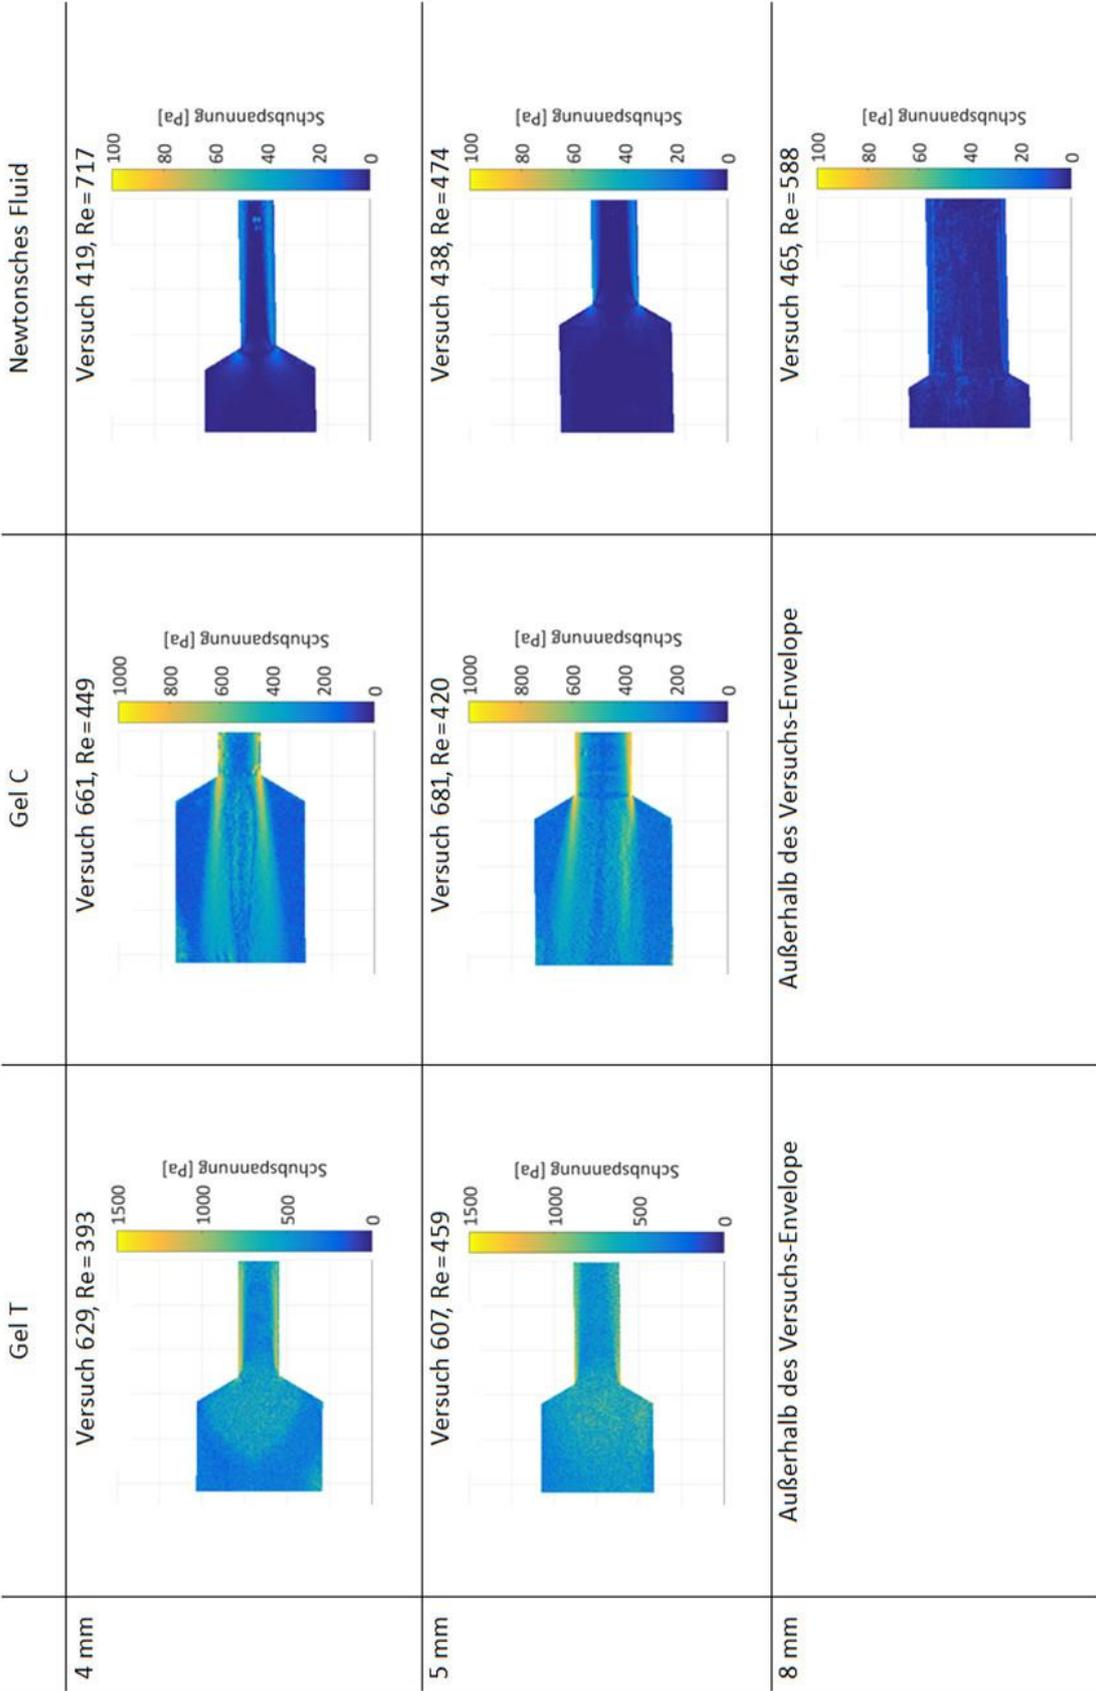 Gel T
Gel C
Newtonsches Fluid
4 mm
Versuch 629, Re=393
1500
1000
500
0
Schubspannung [Pa]
Versuch 661, Re=449
1000
800
600
400
200
0
Schubspannung [Pa]
Versuch 419, Re=717
100
80
60
40
20
0
Schubspannung [Pa]
5 mm
Versuch 607, Re=459
1500
1000
500
0
Schubspannung [Pa]
Versuch 681, Re=420
1000
800
600
400
200
0
Schubspannung [Pa]
Versuch 438, Re=474
100
80
60
40
20
0
Schubspannung [Pa]
8 mm
Außerhalb des Versuchs-Envelope
Außerhalb des Versuchs-Envelope
Versuch 465, Re=588
100
80
60
40
20
0
Schubspannung [Pa]